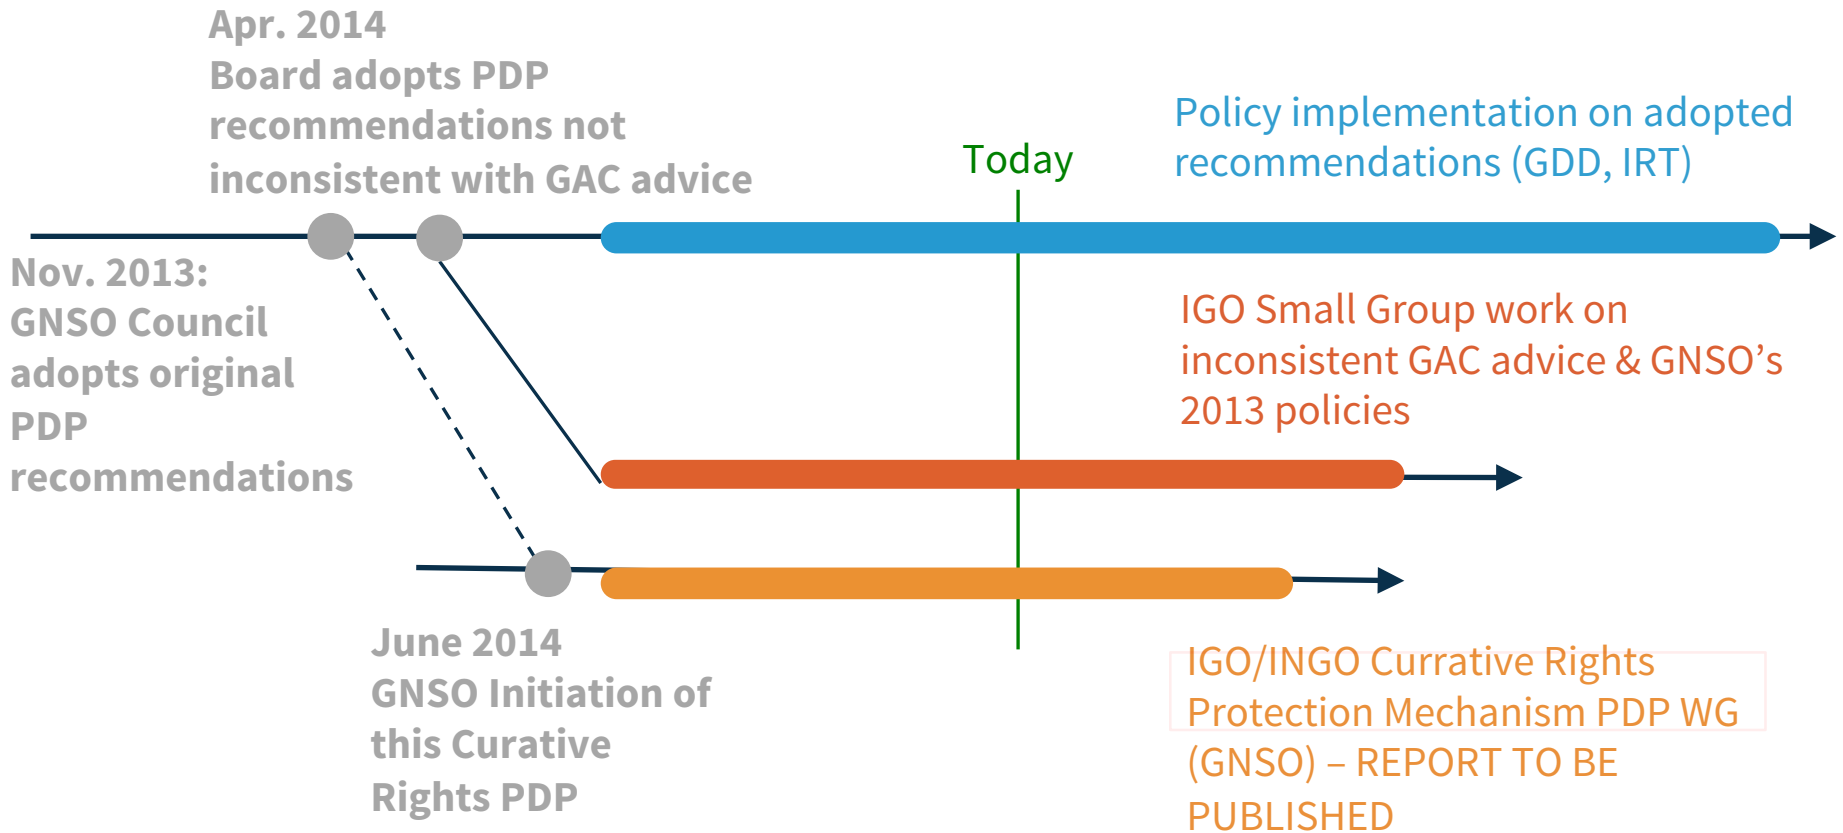 Apr. 2014
Board adopts PDP
recommendations not
inconsistent with GAC advice
Today
Policy implementation on adopted
recommendations (GDD, IRT)
Nov. 2013:
GNSO Council
adopts original
PDP
recommendations
IGO Small Group work on
inconsistent GAC advice & GNSO’s
2013 policies
June 2014
GNSO Initiation of
this Curative
Rights PDP
IGO/INGO Currative Rights
Protection Mechanism PDP WG
(GNSO) – REPORT TO BE
PUBLISHED